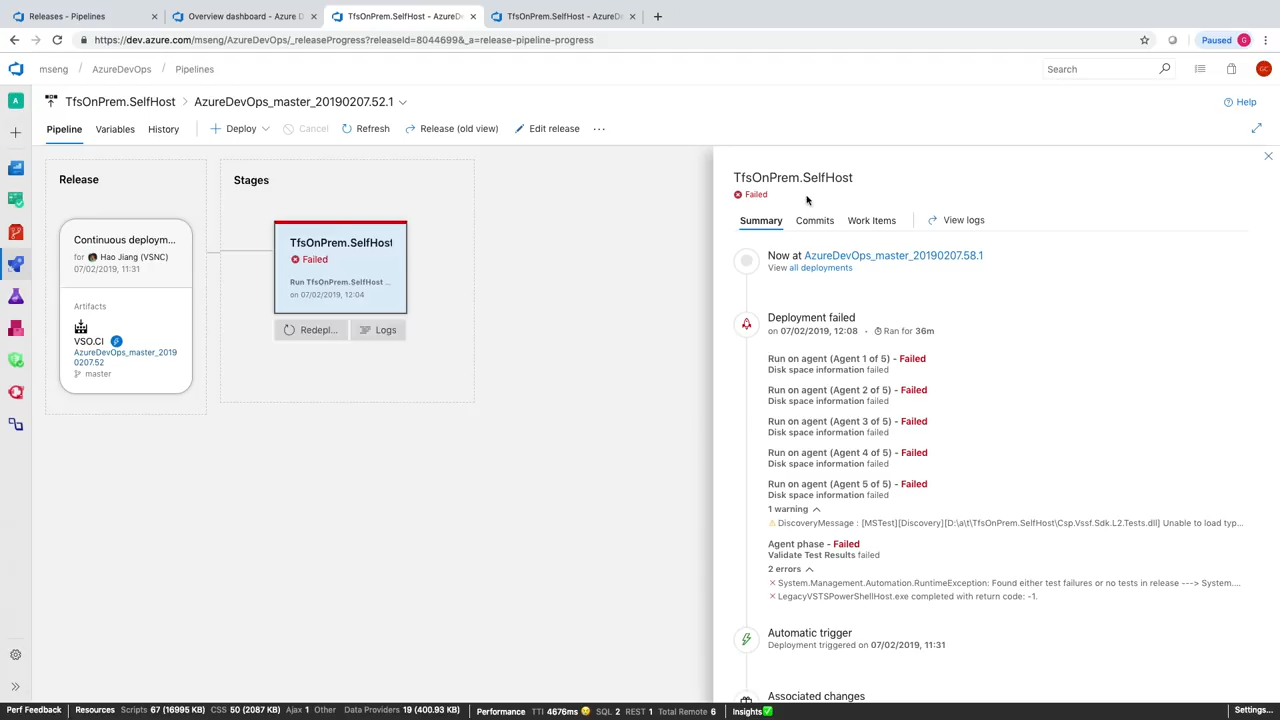 Releases - Pipelines
Overview dashboard - Azure D
TfsOnPrem.SelfHost - AzureDe
TfsOnPrem.SelfHost - AzureDe
https://dev.azure.com/mseng/AzureDevOps/_releaseProgress?releaseId=8044699&_a=release-pipeline-progress
Paused G
mseng / AzureDevOps / Pipelines
Search
GC
A
TfsOnPrem.SelfHost > AzureDevOps_master_20190207.52.1
Help
Pipeline Variables History Deploy Cancel Refresh Release (old view) Edit release ...
Release
Stages
Continuous deploym...
for Hao Jiang (VSNC)
07/02/2019, 11:31
Artifacts
VSO.CI
AzureDevOps_master_2019
0207.52
master
TfsOnPrem.SelfHost
Failed
Run TfsOnPrem.SelfHost ...
on 07/02/2019, 12:04
Redepl...
Logs
TfsOnPrem.SelfHost
Failed
Summary Commits Work Items View logs
Now at AzureDevOps_master_20190207.58.1
View all deployments
Deployment failed
on 07/02/2019, 12:08 • Ran for 36m
Run on agent (Agent 1 of 5) - Failed
Disk space information failed
Run on agent (Agent 2 of 5) - Failed
Disk space information failed
Run on agent (Agent 3 of 5) - Failed
Disk space information failed
Run on agent (Agent 4 of 5) - Failed
Disk space information failed
Run on agent (Agent 5 of 5) - Failed
Disk space information failed
1 warning
DiscoveryMessage : [MSTest][Discovery][D:\a\t\TfsOnPrem.SelfHost\Csp.Vssf.Sdk.L2.Tests.dll] Unable to load typ...
Agent phase - Failed
Validate Test Results failed
2 errors
System.Management.Automation.RuntimeException: Found either test failures or no tests in release ---> System....
LegacyVSTSPowerShellHost.exe completed with return code: -1.
Automatic trigger
Deployment triggered on 07/02/2019, 11:31
Associated changes
Perf Feedback Resources Scripts 67 (16995 KB) CSS 50 (2087 KB) Ajax 1 Other Data Providers 19 (400.93 KB) Performance TTI 4676ms SQL 2 REST 1 Total Remote 6 Insights Settings...